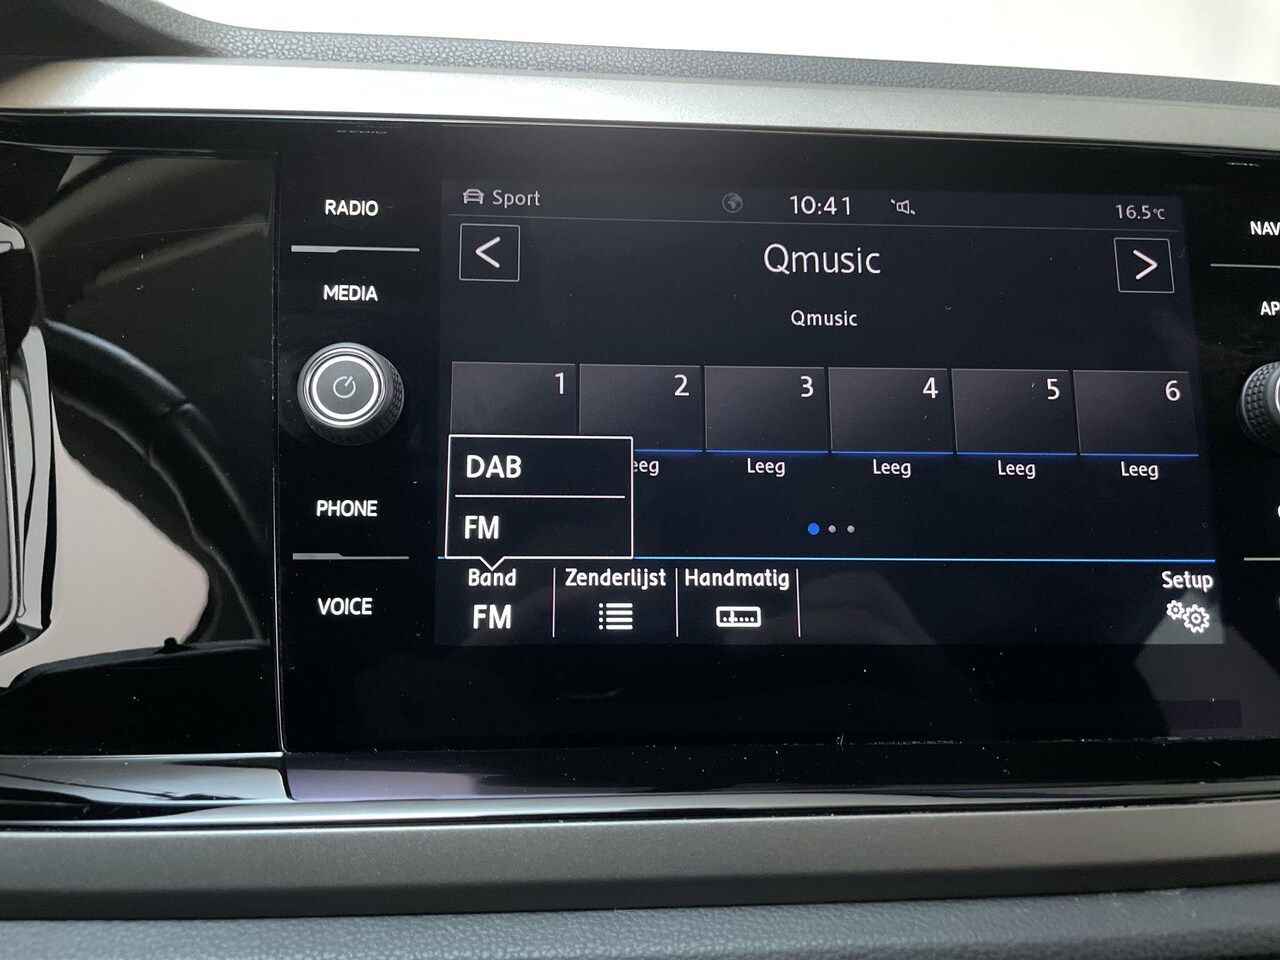 RADIO
MEDIA
PHONE
VOICE
Sport
10:41
16.5°C
<
Qmusic
>
Qmusic
1
2
3
4
5
6
eeg
Leeg
Leeg
Leeg
Leeg
DAB
FM
Band
FM
Zenderlijst
Handmatig
Setup
NAV
AP